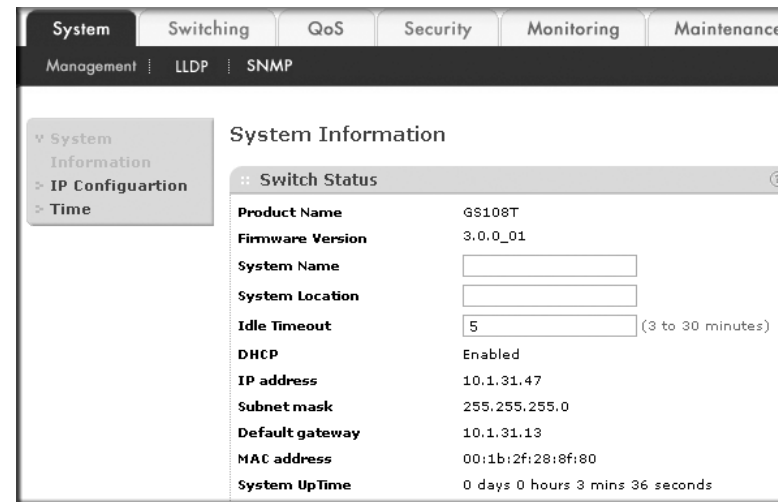 System Switching QoS Security Monitoring Maintenance
Management LLDP SNMP
System
Information
IP Configuartion
Time
System Information
Switch Status
Product Name GS108T
Firmware Version 3.0.0_01
System Name
System Location
Idle Timeout 5 (3 to 30 minutes)
DHCP Enabled
IP address 10.1.31.47
Subnet mask 255.255.255.0
Default gateway 10.1.31.13
MAC address 00:1b:2f:28:8f:80
System UpTime 0 days 0 hours 3 mins 36 seconds